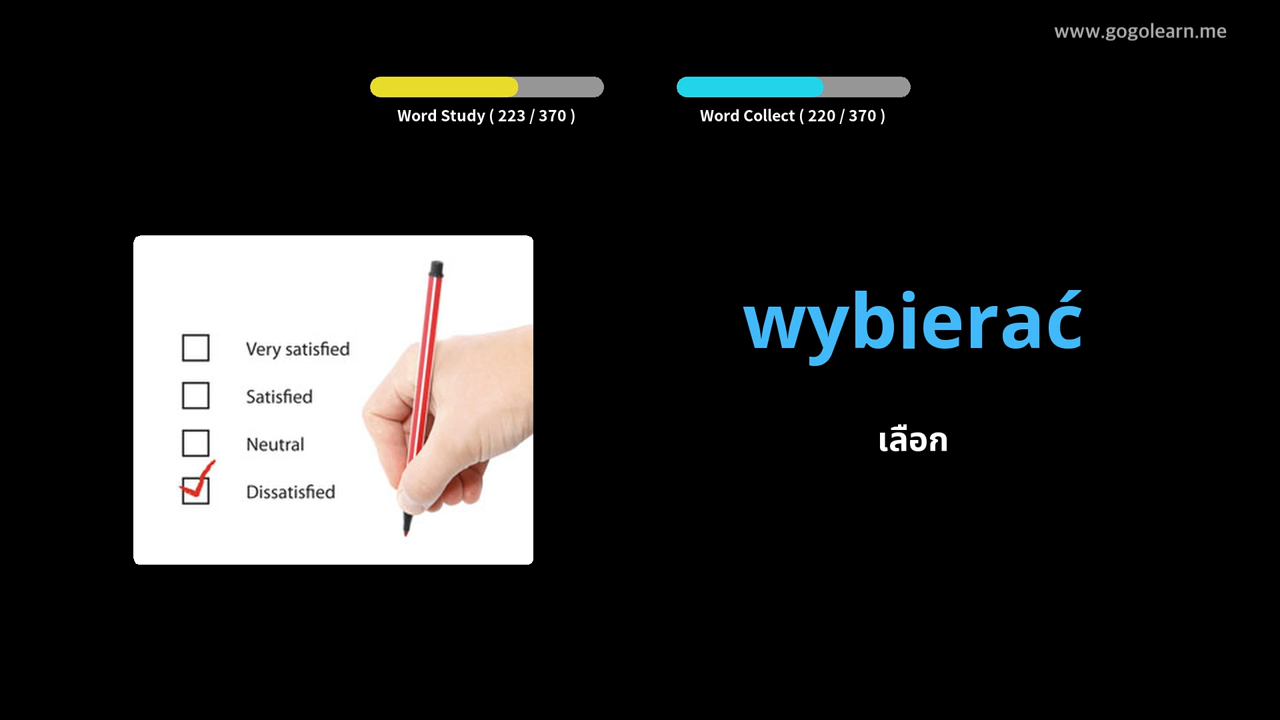 www.gogolearn.me
Word Study ( 223 / 370 )
Word Collect ( 220 / 370 )
Very satisfied
Satisfied
Neutral
Dissatisfied
wybierać
เลือก